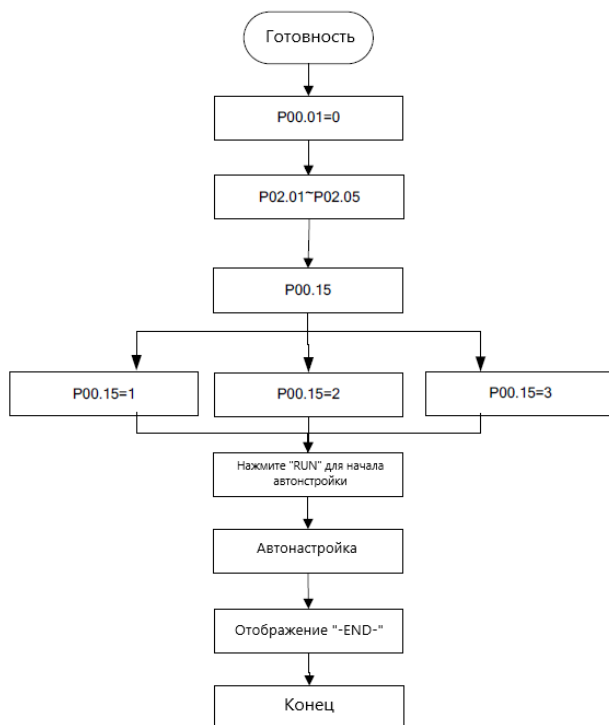 Готовность
P00.01=0
P02.01~P02.05
P00.15
P00.15=1
P00.15=2
P00.15=3
Нажмите "RUN" для начала
автонстройки
Автонастройка
Отображение "-END-"
Конец